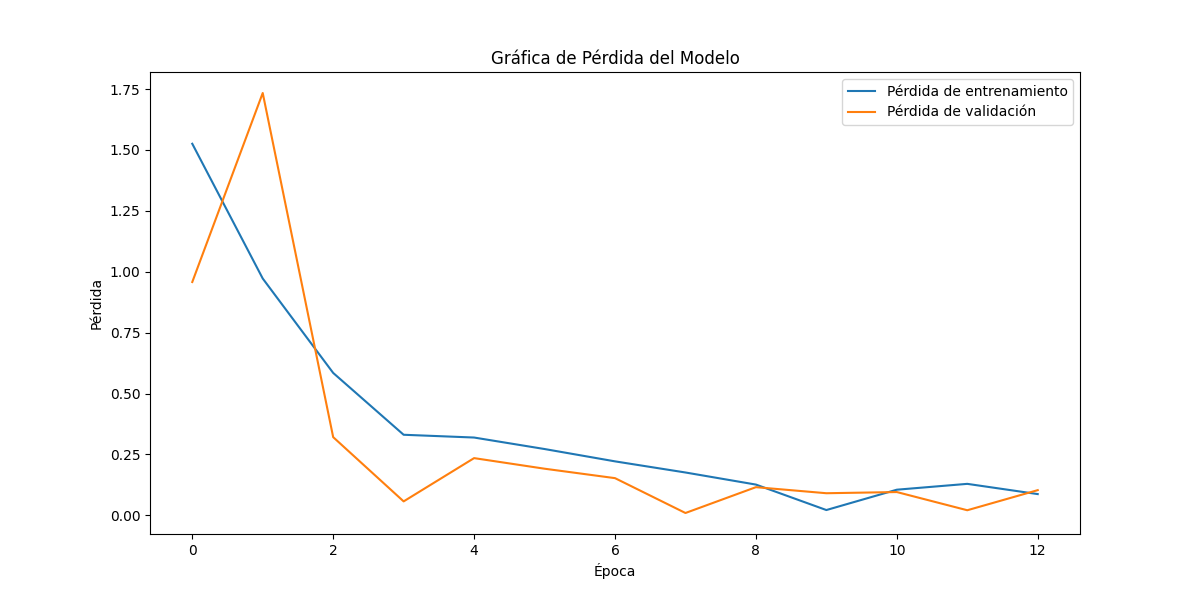 Gráfica de Pérdida del Modelo
Pérdida de entrenamiento
Pérdida de validación
1.75
1.50
1.25
1.00
0.75
0.50
0.25
0.00
Pérdida
0 2 4 6 8 10 12
Época